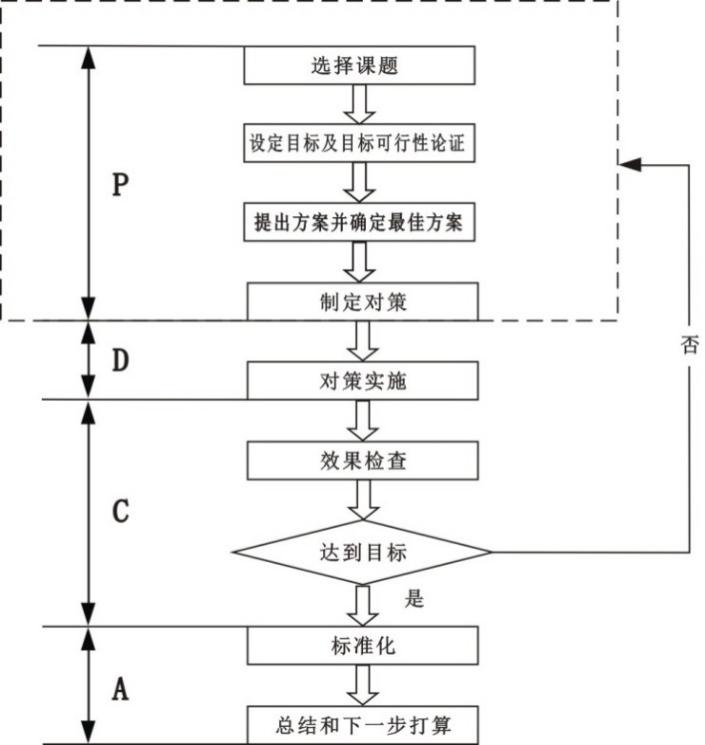 选择课题
设定目标及目标可行性论证
P
提出方案并确定最佳方案
制定对策
否
D
对策实施
效果检查
C
达到目标
是
标准化
A
总结和下一步打算